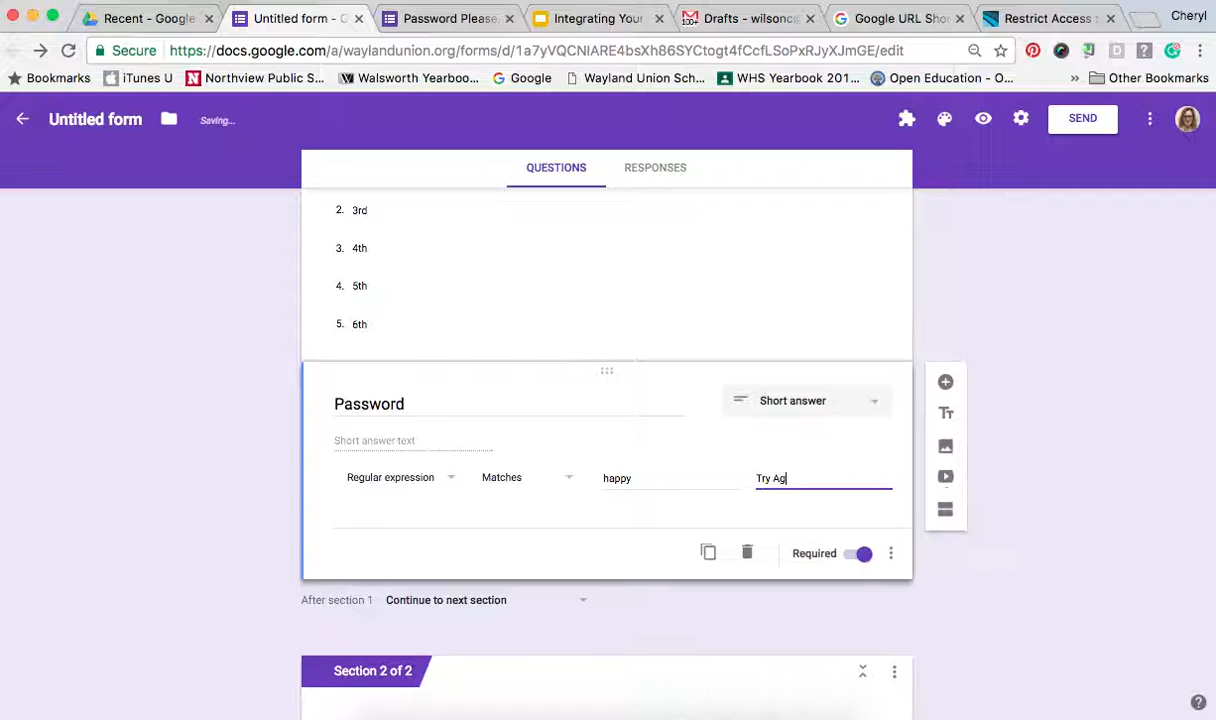 Recent - Google
Untitled form - G
Password Please
Integrating Your
100+
Drafts - wilsoms
Google URL Sho
Restrict Access
Cheryl
Secure
https://docs.google.com/a/waylandunion.org/forms/d/1a7yVQCNIARE4bsXh86SYCtogt4fCcfLSoPxRJyXJmGE/edit
Bookmarks
iTunes U
Northview Public S...
Walsworth Yearboo...
Google
Wayland Union Sch...
WHS Yearbook 201...
Open Education - O...
»
Other Bookmarks
Untitled form
Saving...
SEND
QUESTIONS
RESPONSES
2. 3rd
3. 4th
4. 5th
5. 6th
Password
Short answer
Short answer text
Regular expression
Matches
happy
Try Ag
Required
After section 1
Continue to next section
Section 2 of 2